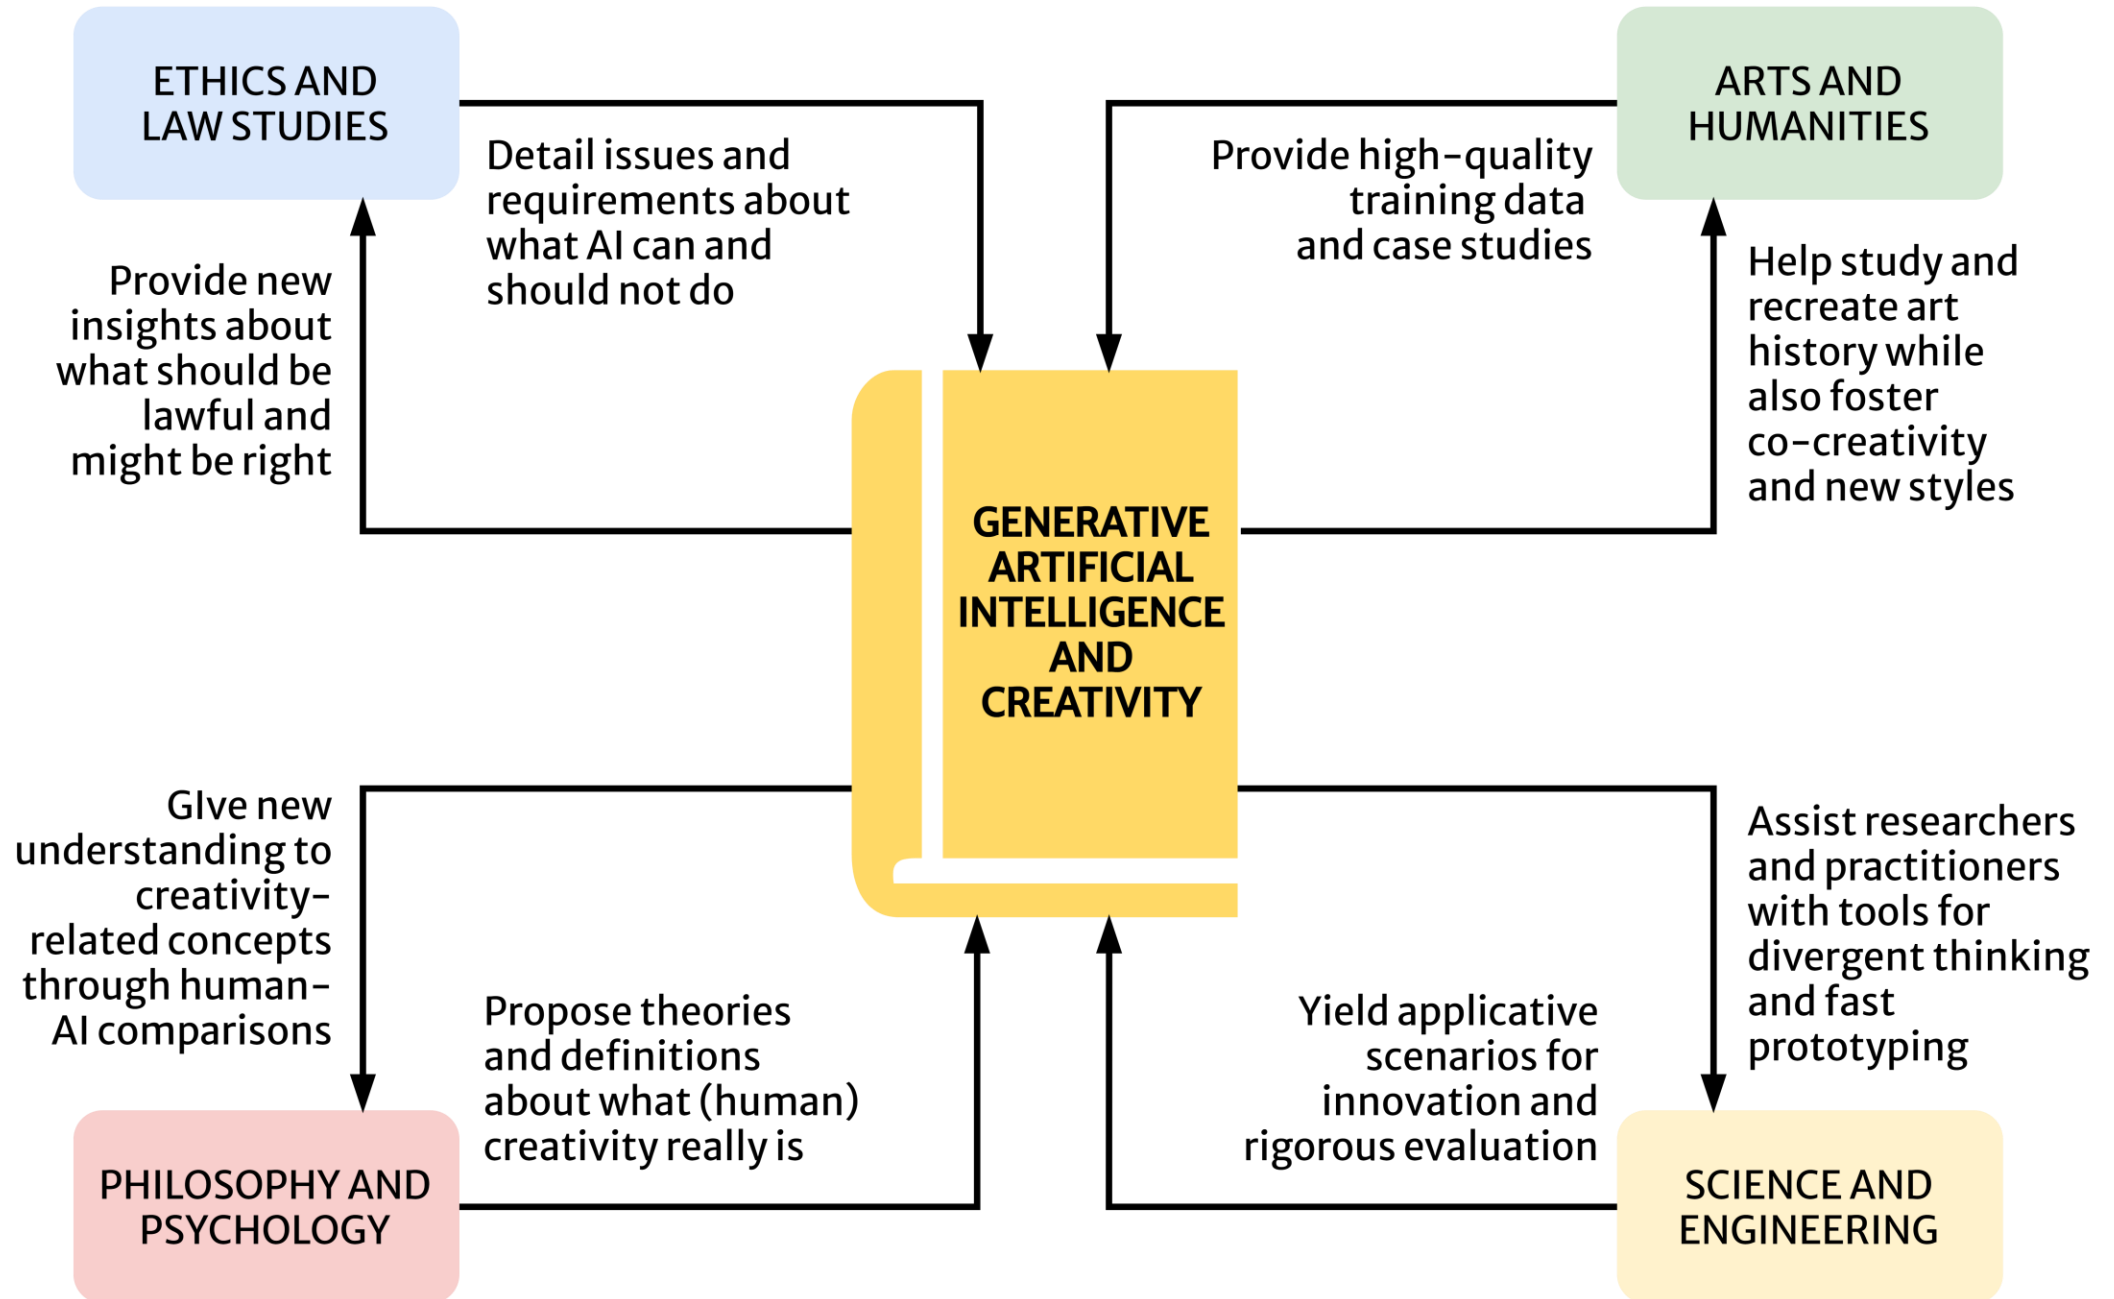 ETHICS AND
LAW STUDIES
Detail issues and
requirements about
what AI can and
should not do
Provide new
insights about
what should be
lawful and
might be right
ARTS AND
HUMANITIES
Provide high-quality
training data
and case studies
Help study and
recreate art
history while
also foster
co-creativity
and new styles
GENERATIVE
ARTIFICIAL
INTELLIGENCE
AND
CREATIVITY
GIve new
understanding to
creativity-
related concepts
through human-
AI comparisons
Propose theories
and definitions
about what (human)
creativity really is
PHILOSOPHY AND
PSYCHOLOGY
Yield applicative
scenarios for
innovation and
rigorous evaluation
Assist researchers
and practitioners
with tools for
divergent thinking
and fast
prototyping
SCIENCE AND
ENGINEERING